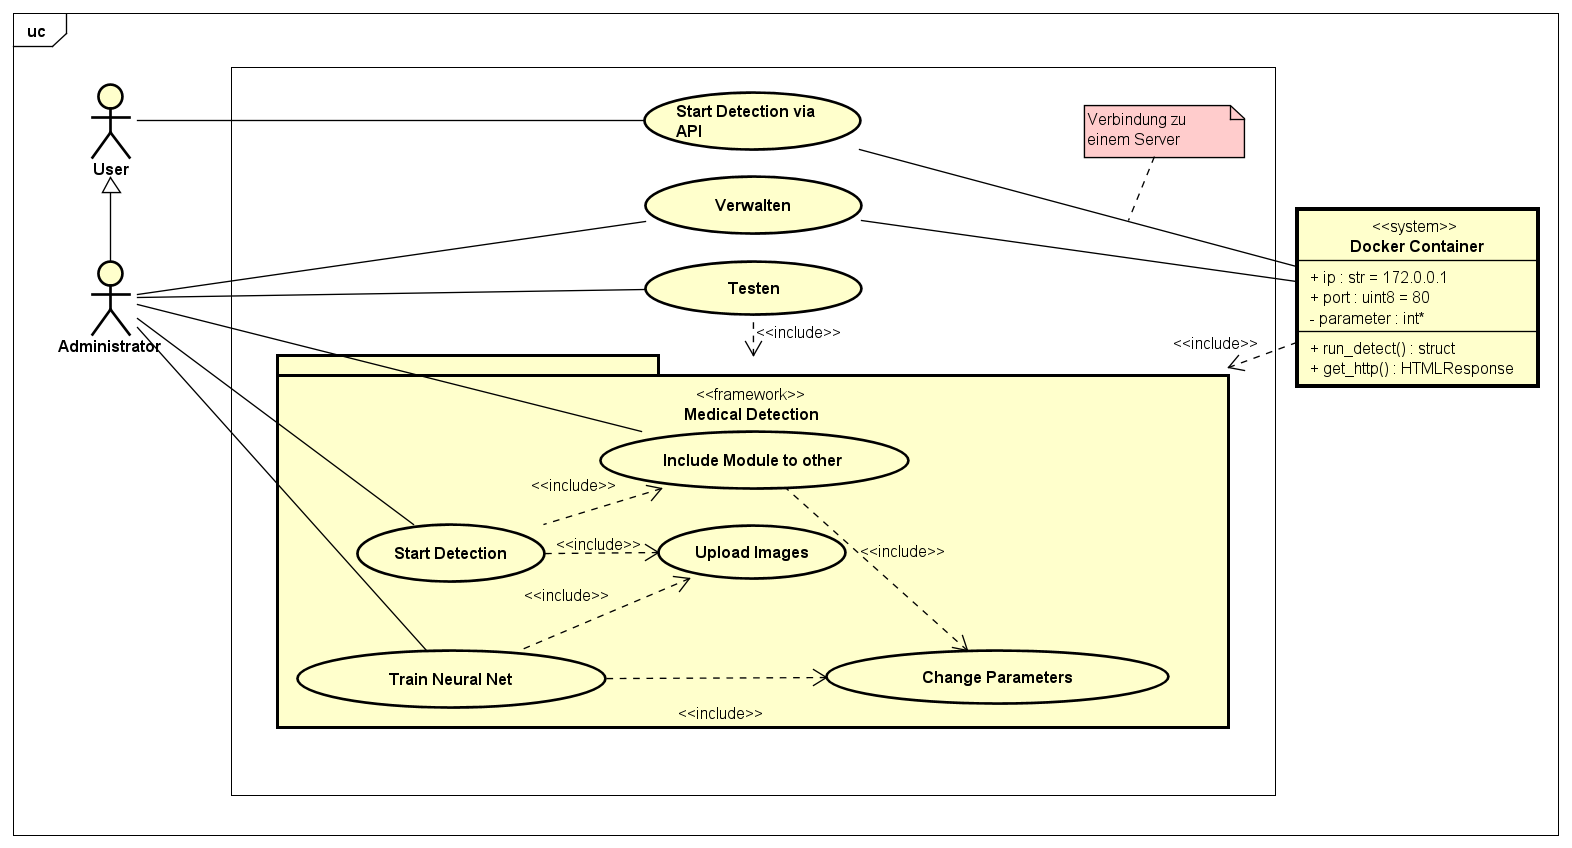 uc
User
Administrator
Start Detection via
API
Verwalten
Testen
<<include>>
Verbindung zu
einem Server
<<system>>
Docker Container
+ ip : str = 172.0.0.1
+ port : uint8 = 80
- parameter : int*
+ run_detect() : struct
+ get_http() : HTMLResponse
<<include>>
<<framework>>
Medical Detection
Include Module to other
<<include>>
Start Detection
<<include>>
Upload Images
<<include>>
<<include>>
Train Neural Net
Change Parameters
<<include>>